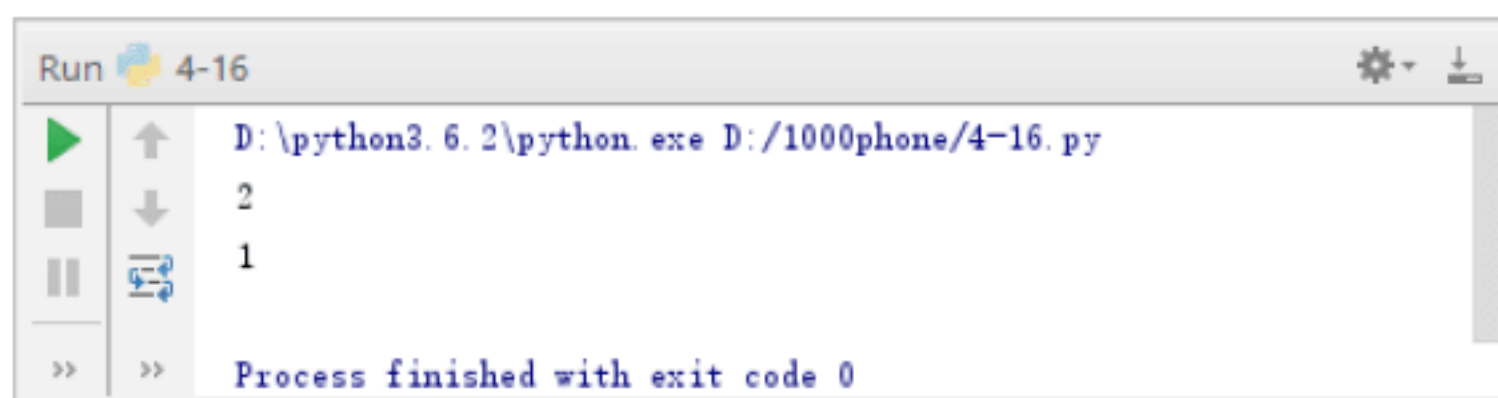 Run 4-16
D:\python3.6.2\python.exe D:/1000phone/4-16.py
2
1
Process finished with exit code 0